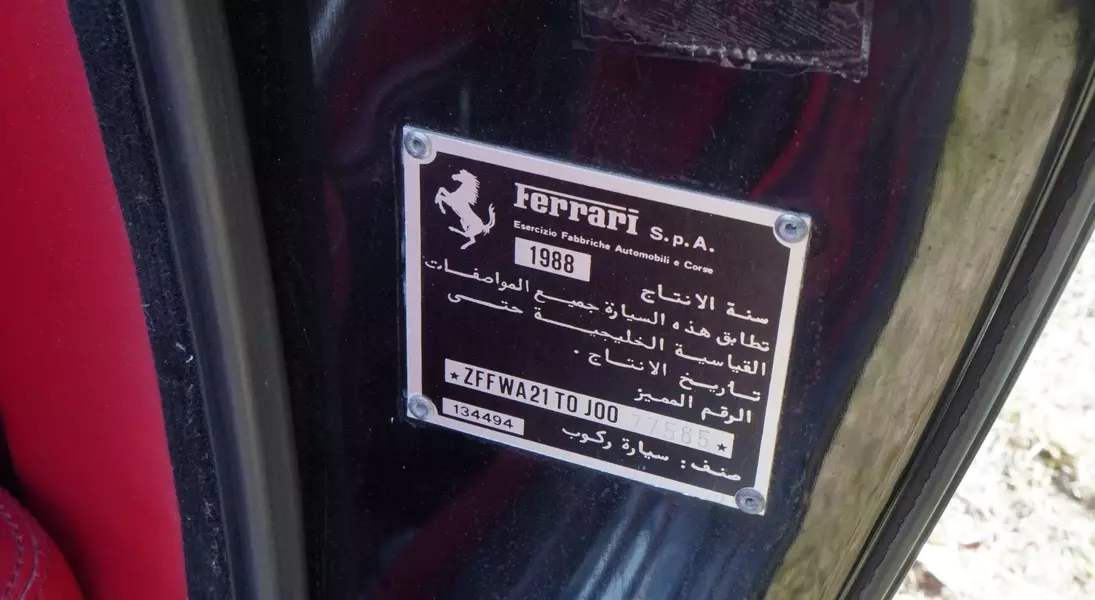 Ferrari S.p.A.
Esercizio Fabbriche Automobili e Corse
1988
سنة الانتاج
تطابق هذه السيارة جميع المواصفات
القياسية الخليجية حتى
تاريخ الانتاج .
الرقم المميز
★ZFFWA21T0J00 77585★
134494
صنف: سيارة ركوب